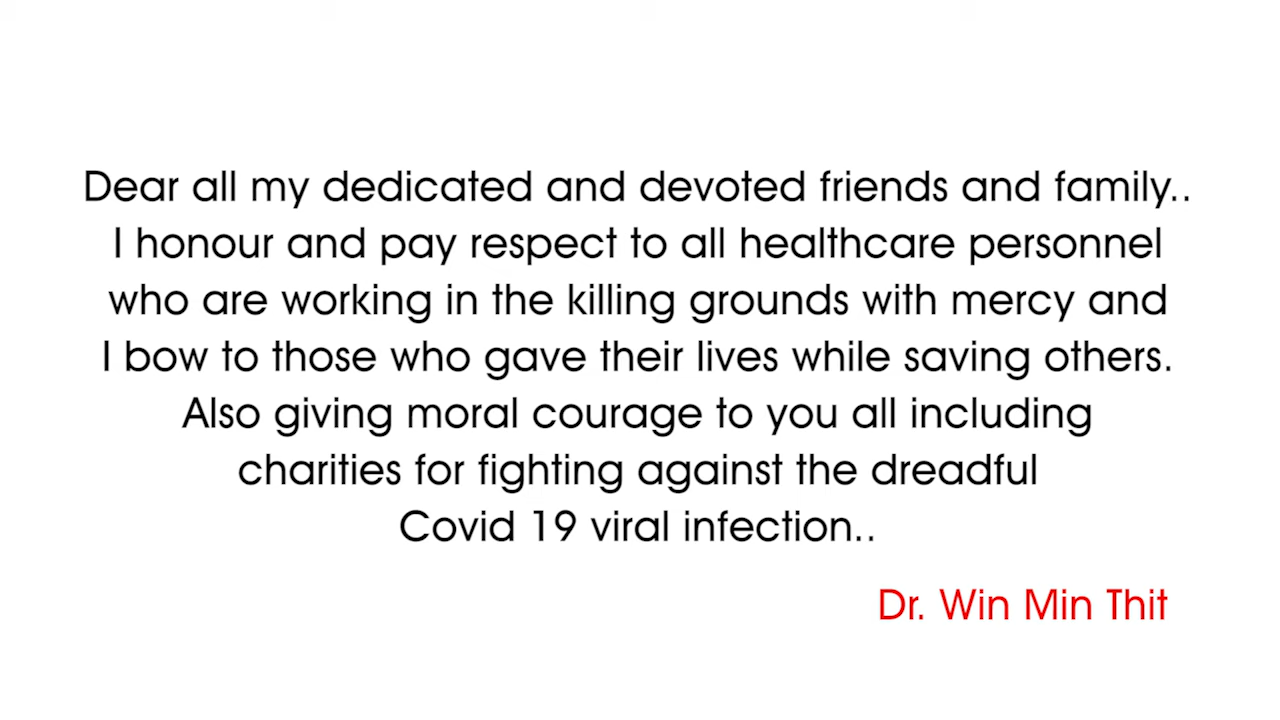 Dear all my dedicated and devoted friends and family..
I honour and pay respect to all healthcare personnel
who are working in the killing grounds with mercy and
I bow to those who gave their lives while saving others.
Also giving moral courage to you all including
charities for fighting against the dreadful
Covid 19 viral infection..
Dr. Win Min Thit